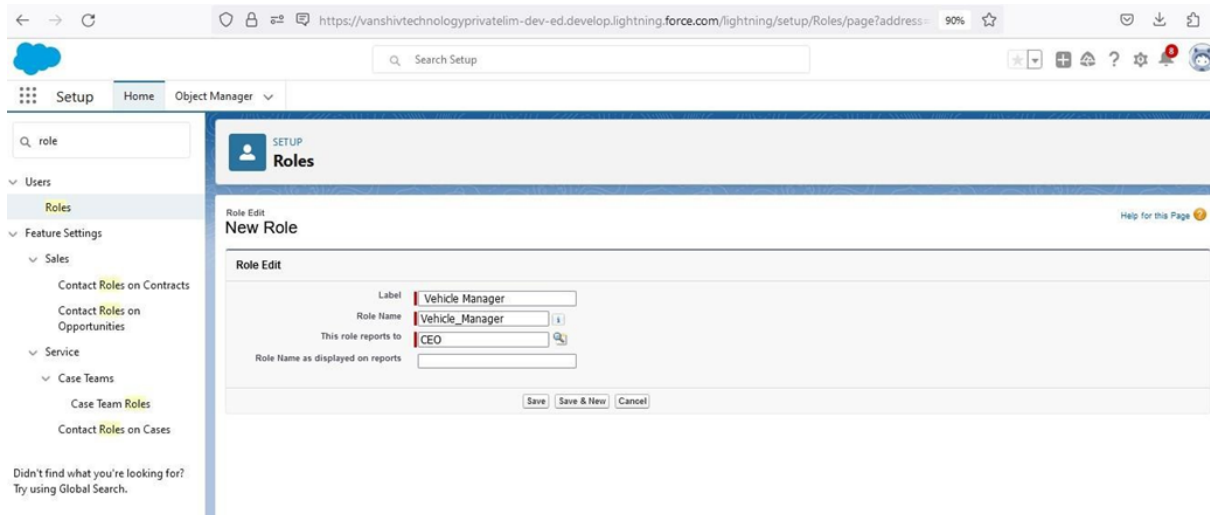 https://vanshivtechnologyprivatelim-dev-ed.develop.lightning.force.com/lightning/setup/Roles/page?address= 90%
Search Setup
8
Setup Home Object Manager
role
SETUP
Roles
Users
Roles
Feature Settings
Sales
Contact Roles on Contracts
Contact Roles on
Opportunities
Service
Case Teams
Case Team Roles
Contact Roles on Cases
Didn't find what you're looking for?
Try using Global Search.
Role Edit
New Role
Help for this Page ?
Role Edit
Label Vehicle Manager
Role Name Vehicle_Manager i
This role reports to CEO
Role Name as displayed on reports
Save Save & New Cancel